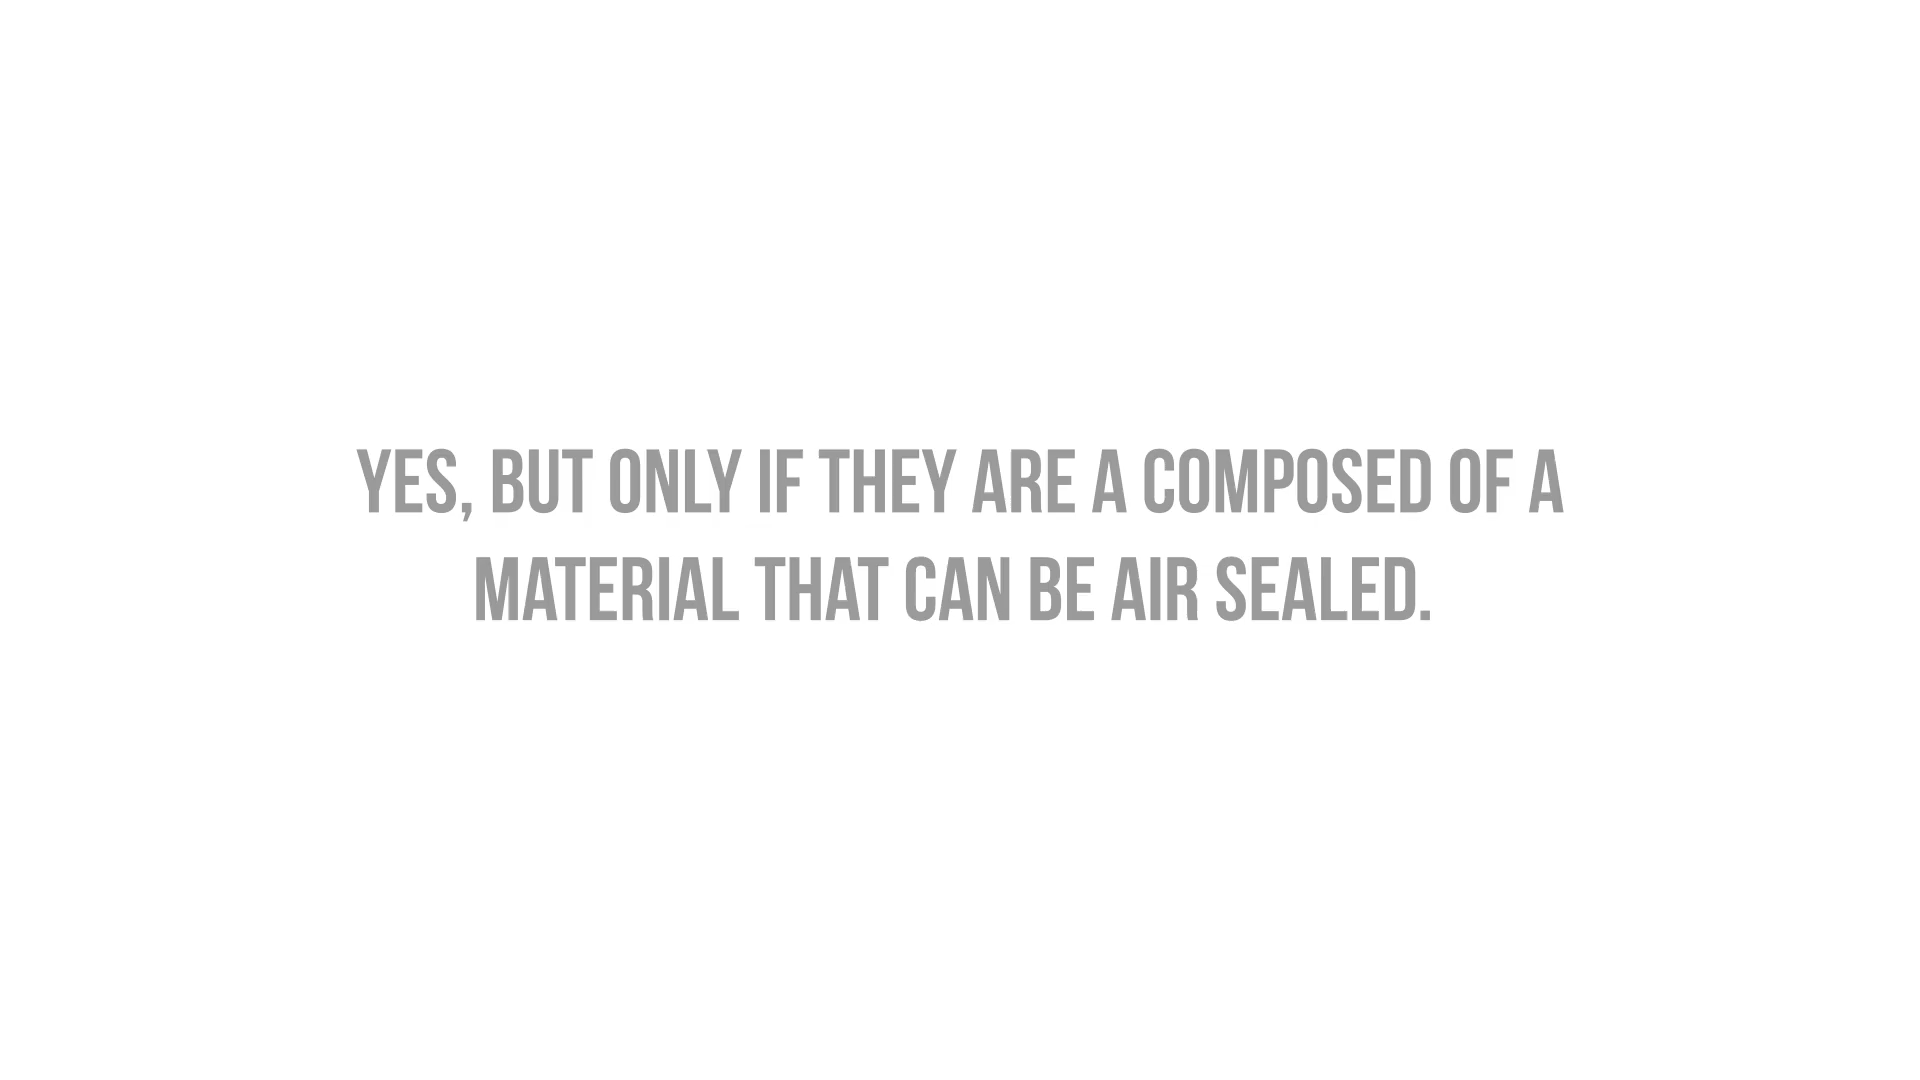 YES, BUT ONLY IF THEY ARE A COMPOSED OF A
MATERIAL THAT CAN BE AIR SEALED.